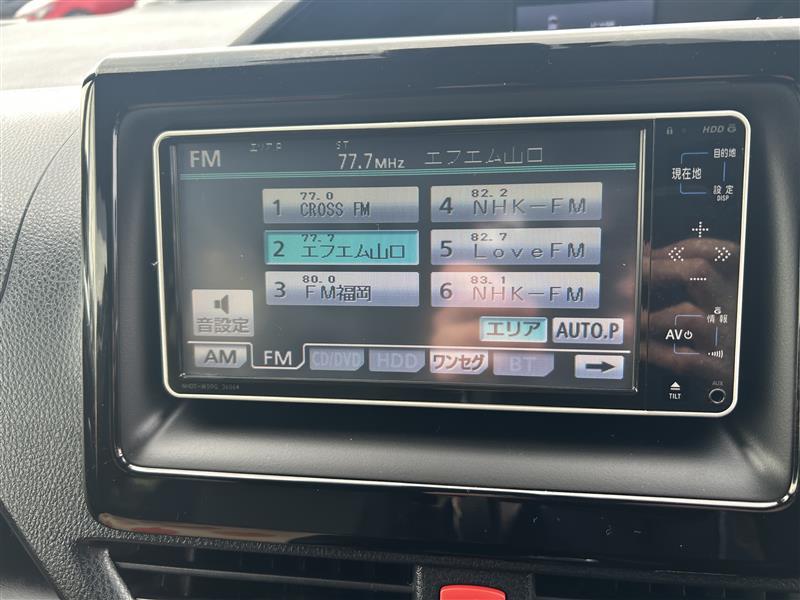 FM エリア ST 77.7MHz エフエム山口
77.0
1 CROSS FM
82.2
4 NHK-FM
77.7
2 エフエム山口
82.7
5 LoveFM
80.0
3 FM福岡
83.1
6 NHK-FM
音設定
エリア AUTO.P
AM FM CD/DVD HDD ワンセグ BT
HDD
目的地
現在地
設定
DISP
情報
AV
TILT
AUX